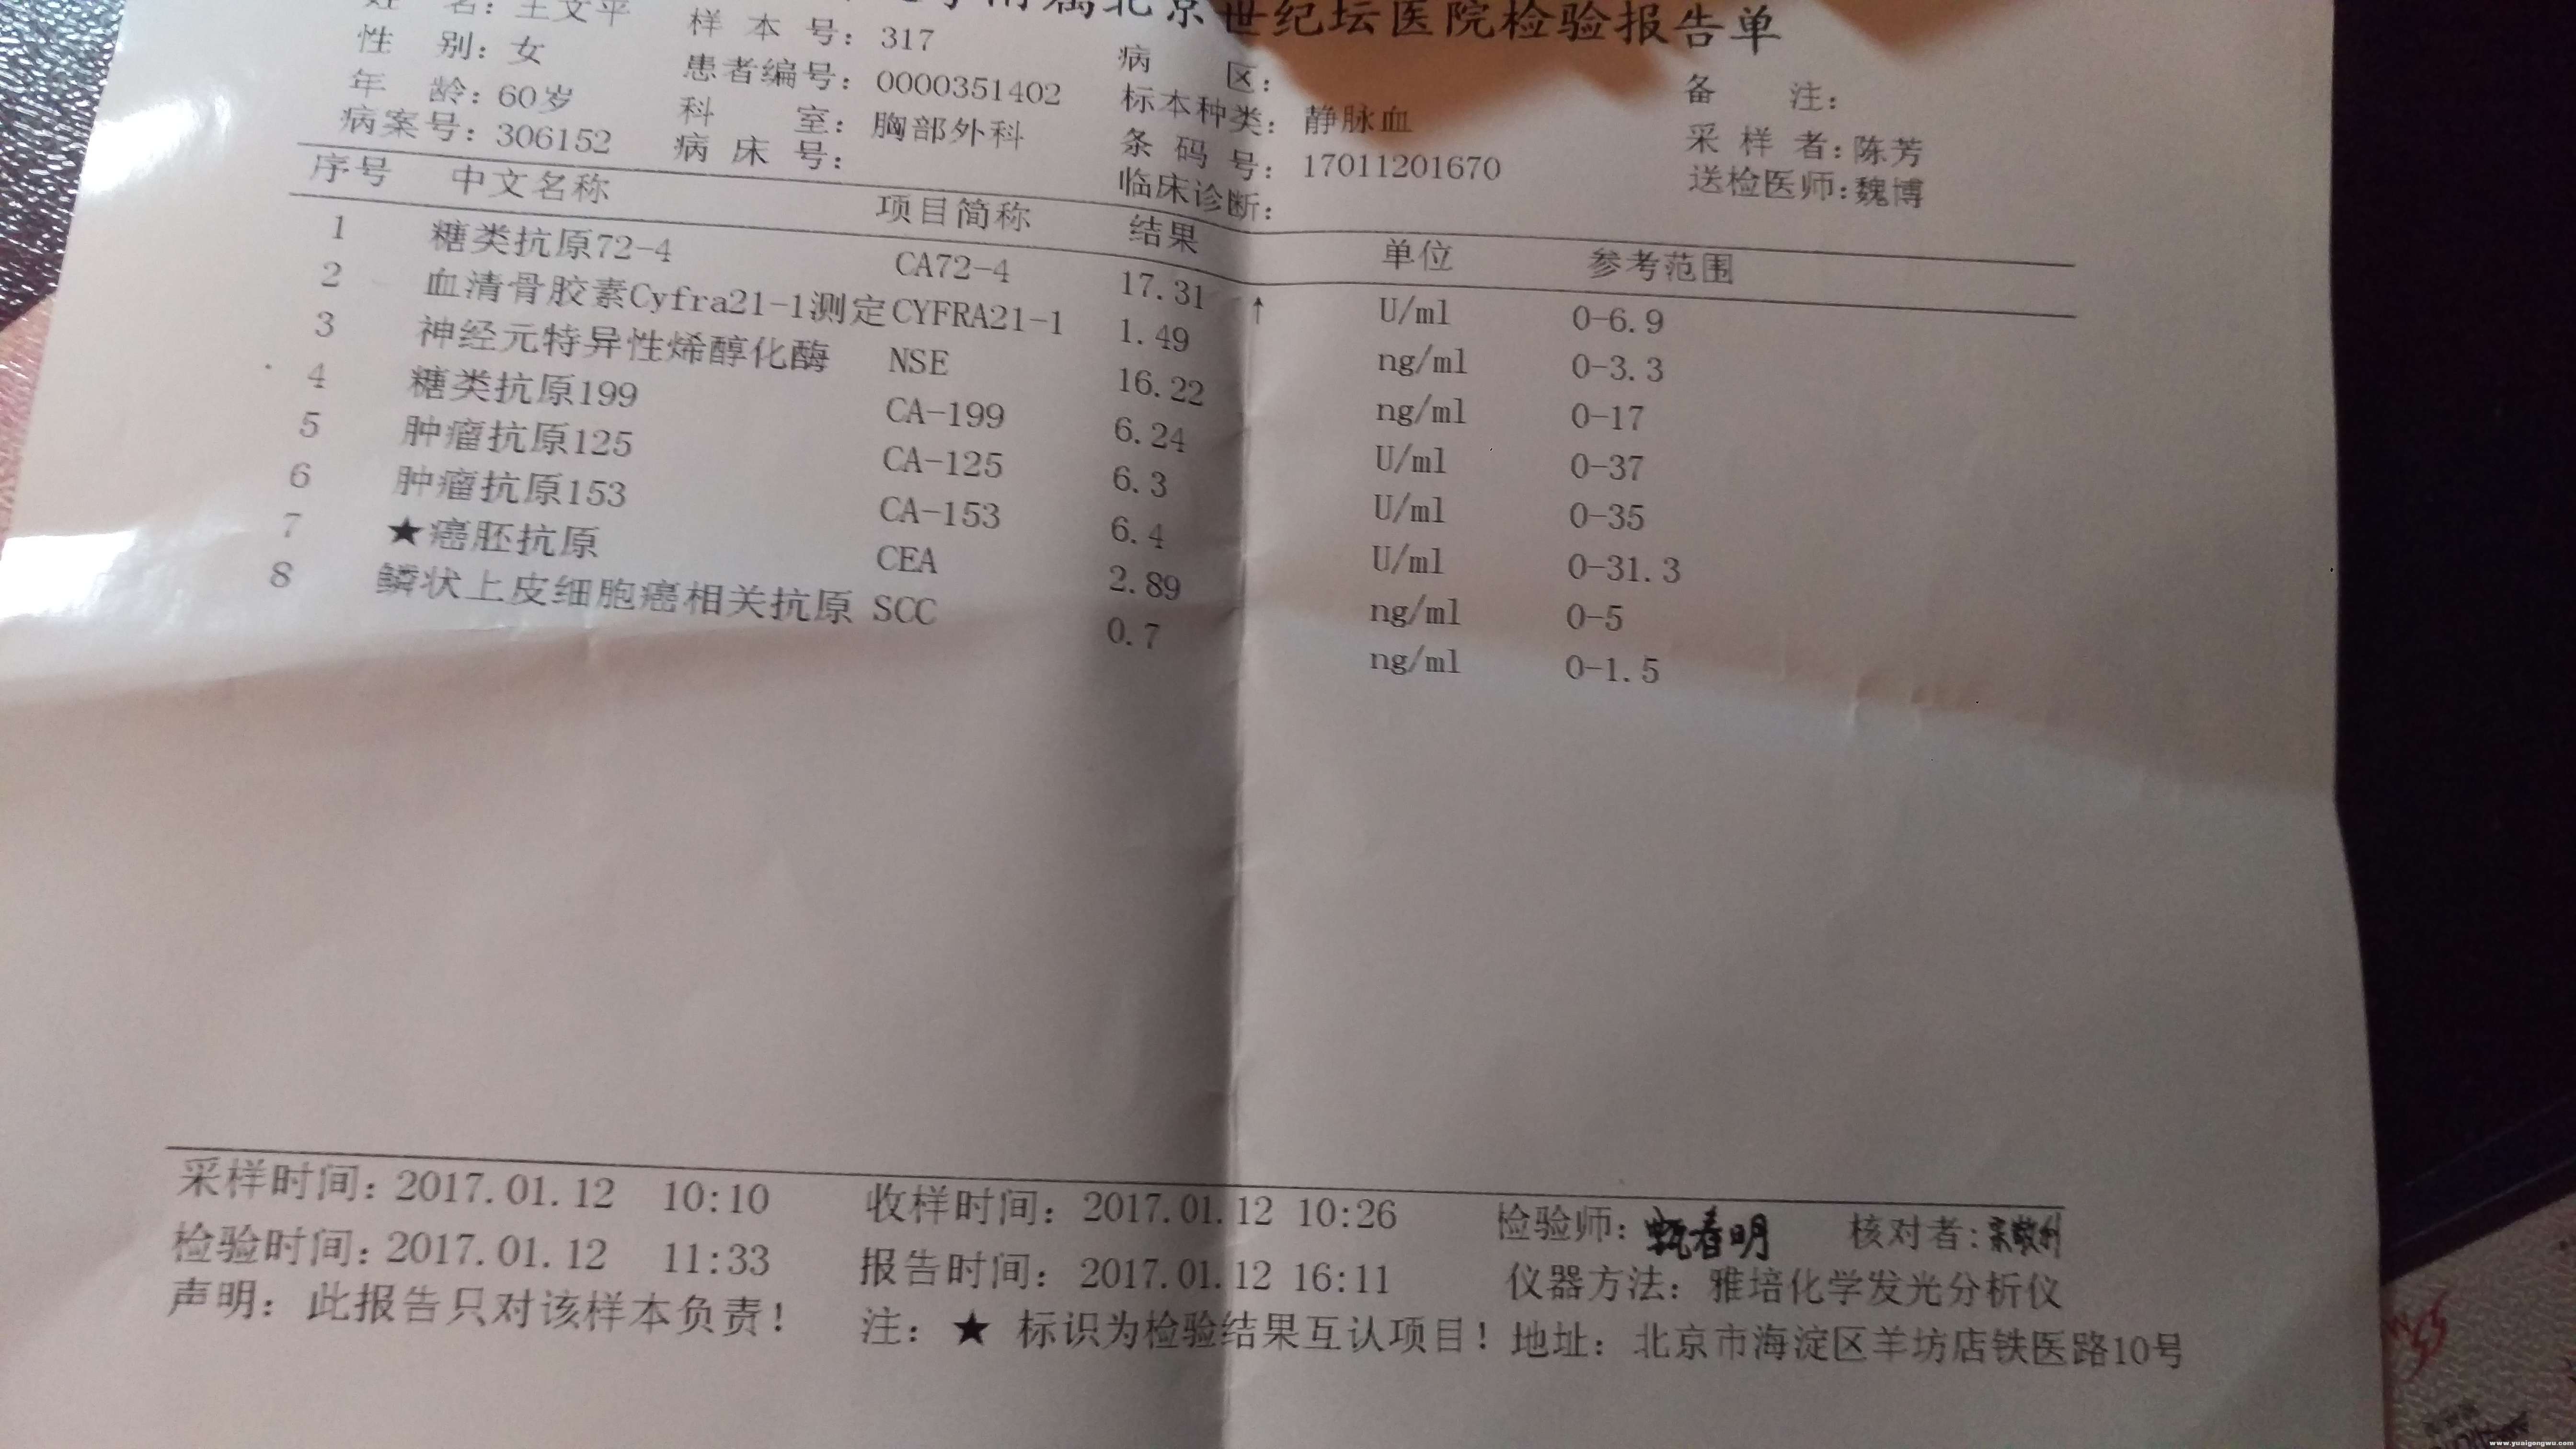 附属北京世纪坛医院检验报告单
姓 名：王文平 样 本 号：317 病 区： 备 注：
性 别：女 患者编号：0000351402 标本种类：静脉血 采 样 者：陈芳
年 龄：60岁 科 室：胸部外科 条 码 号：17011201670 送检医师：魏博
病案号：306152 病 床 号： 临床诊断：
序号 中文名称 项目简称 结果 单位 参考范围
1 糖类抗原72-4 CA72-4 17.31 ↑ U/ml 0-6.9
2 血清骨胶素Cyfra21-1测定 CYFRA21-1 1.49 ng/ml 0-3.3
3 神经元特异性烯醇化酶 NSE 16.22 ng/ml 0-17
4 糖类抗原199 CA-199 6.24 U/ml 0-37
5 肿瘤抗原125 CA-125 6.3 U/ml 0-35
6 肿瘤抗原153 CA-153 6.4 U/ml 0-31.3
7 ★癌胚抗原 CEA 2.89 ng/ml 0-5
8 鳞状上皮细胞癌相关抗原 SCC 0.7 ng/ml 0-1.5
采样时间：2017.01.12 10:10 收样时间：2017.01.12 10:26 检验师：甄春明 核对者：
检验时间：2017.01.12 11:33 报告时间：2017.01.12 16:11 仪器方法：雅培化学发光分析仪
声明：此报告只对该样本负责！ 注：★ 标识为检验结果互认项目！ 地址：北京市海淀区羊坊店铁医路10号
www.yuaigongwu.com